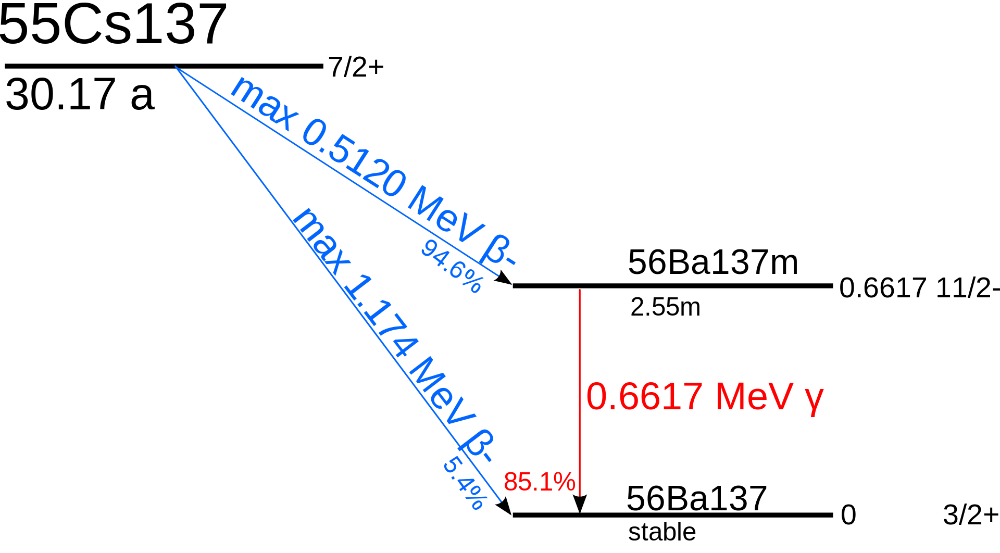 55Cs137
7/2+
30.17 a
max 0.5120 MeV β-
94.6%
max 1.174 MeV β-
5.4%
56Ba137m
0.6617 11/2-
2.55m
0.6617 MeV γ
85.1%
56Ba137
0 3/2+
stable